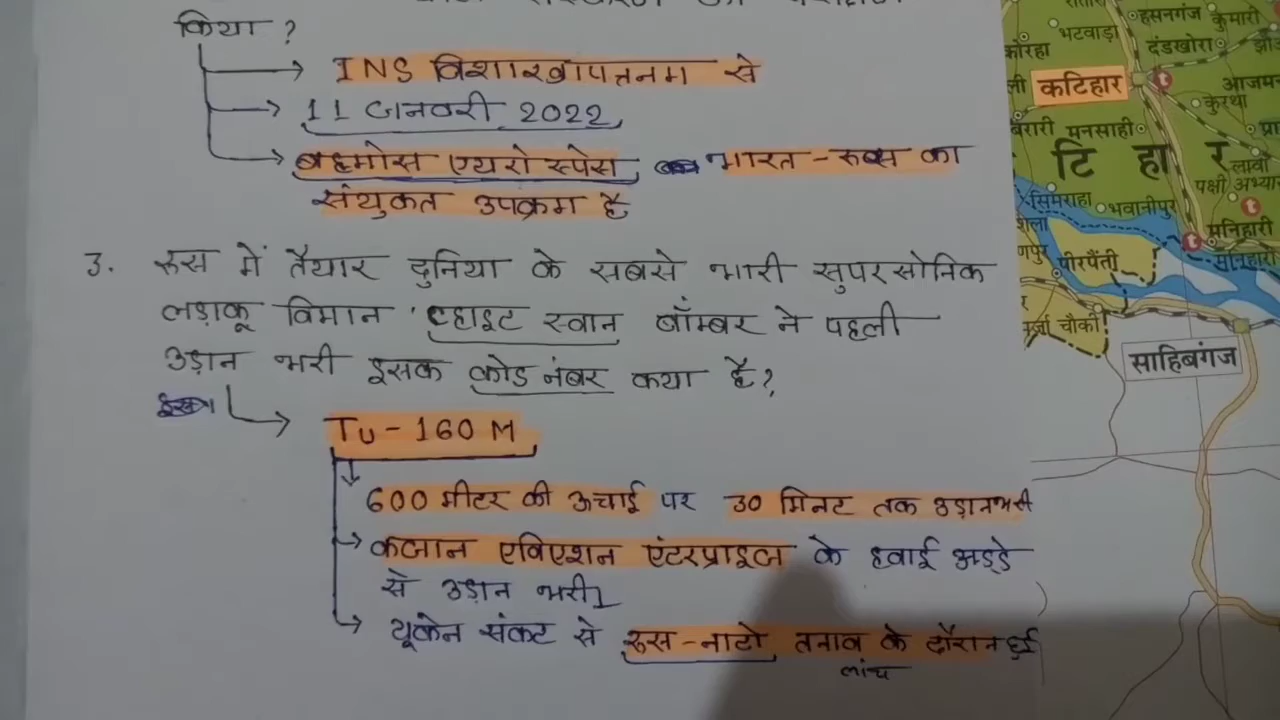 किया ?
INS विशाखापत्तनम से
11 जनवरी 2022
ब्रह्मोस एयरो स्पेस भारत - रूस का
संयुक्त उपक्रम है
3. रूस में तैयार दुनिया के सबसे भारी सुपरसोनिक
लड़ाकू विमान 'व्हाइट स्वान बॉम्बर ने पहली
उड़ान भरी इसक कोड नंबर क्या है?
Tu - 160 M
600 मीटर की ऊचाई पर 30 मिनट तक उड़ान भरी
कजान एविएशन एंटरप्राइज के हवाई अड्डे
से उड़ान भरी।
यूक्रेन संकट से रूस - नाटो तनाव के दौरान हुई
लांच
हसनगंज
कुमारी
भटवाड़ा
दंडखोरा
कोरहा
कटिहार
आजम
कुरथा
बरारी
मनसाही
टि हा र
लावा
पक्षी अभ्या
सिमराहा
भवानीपुर
मनिहारी
पीरपैंती
मनिहारी
चौकी
साहिबगंज